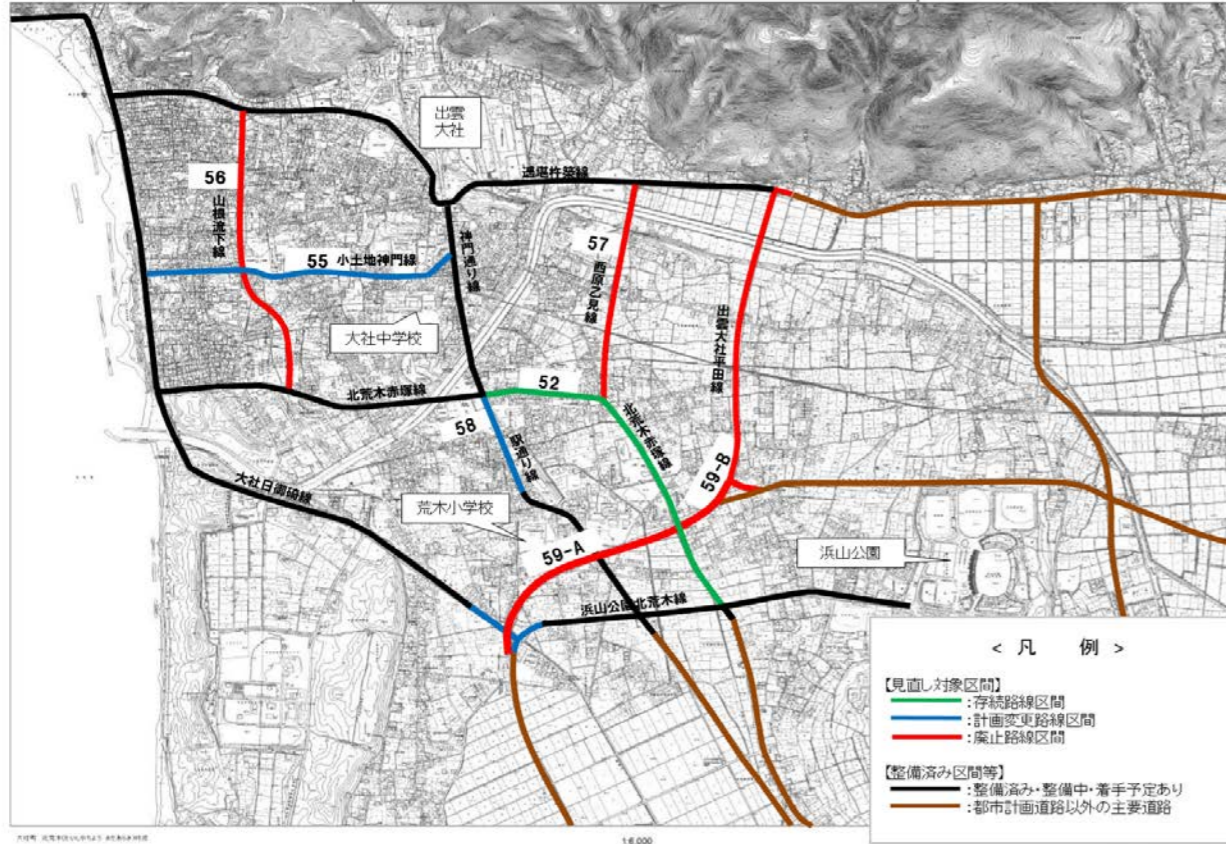 出雲
大社
遥堪杵築線
56
山根流下線
55
小土地神門線
神門通り線
57
西原乙見線
出雲大社平田線
大社中学校
北荒木赤塚線
52
58
駅通り線
北荒木赤塚線
59-B
大社日御碕線
荒木小学校
59-A
浜山公園
浜山公園北荒木線
< 凡 例 >
【見直し対象区間】
:存続路線区間
:計画変更路線区間
:廃止路線区間
【整備済み区間等】
:整備済み・整備中・着手予定あり
:都市計画道路以外の主要道路
1:6,000